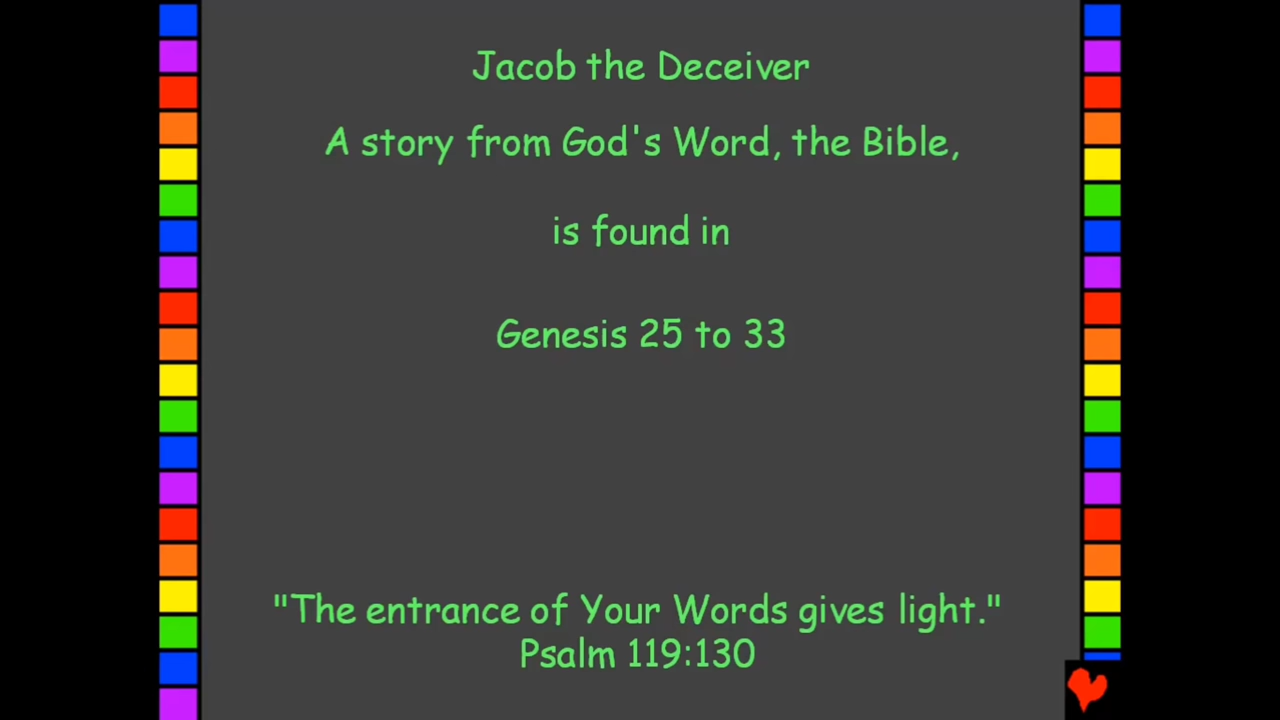 Jacob the Deceiver
A story from God's Word, the Bible,
is found in
Genesis 25 to 33
"The entrance of Your Words gives light."
Psalm 119:130